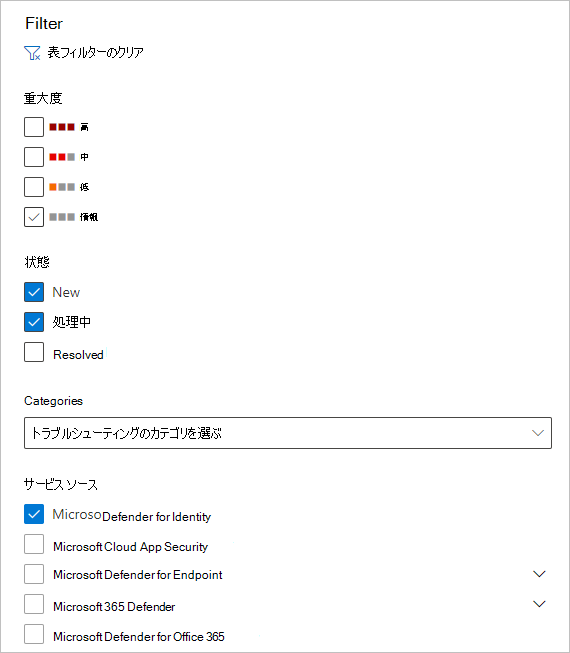 Filter
表フィルターのクリア
重大度
高
中
低
情報
状態
New
処理中
Resolved
Categories
トラブルシューティングのカテゴリを選ぶ
サービス ソース
Microso Defender for Identity
Microsoft Cloud App Security
Microsoft Defender for Endpoint
Microsoft 365 Defender
Microsoft Defender for Office 365